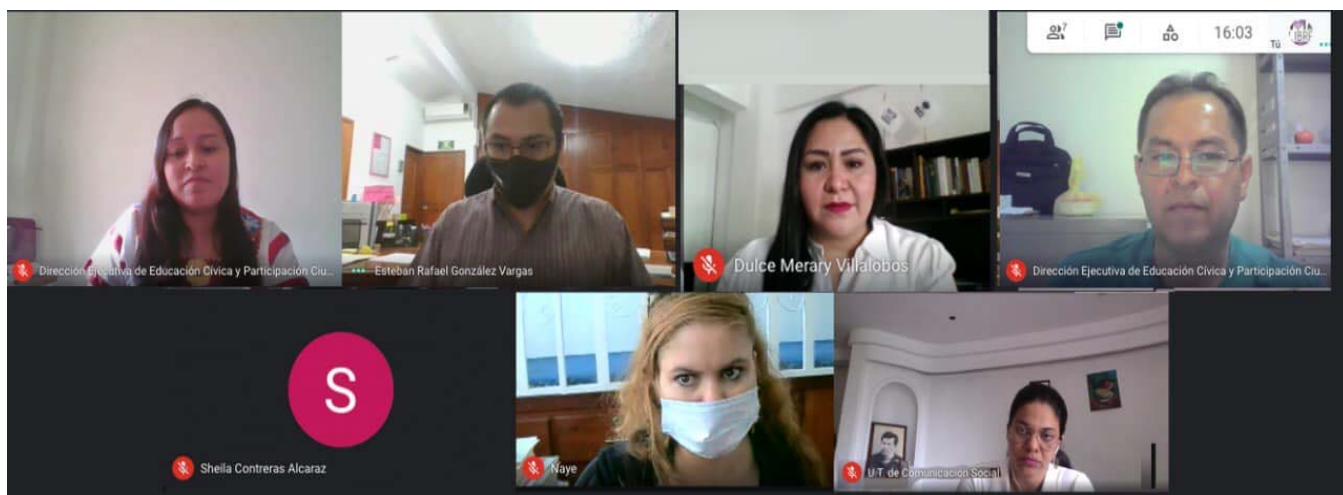 7
16:03
Tú
Dirección Ejecutiva de Educación Cívica y Participación Ciu...
Esteban Rafael González Vargas
Dulce Merary Villalobos
Dirección Ejecutiva de Educación Cívica y Participación Ciu...
S
Sheila Contreras Alcaraz
Naye
U.T. de Comunicación Social